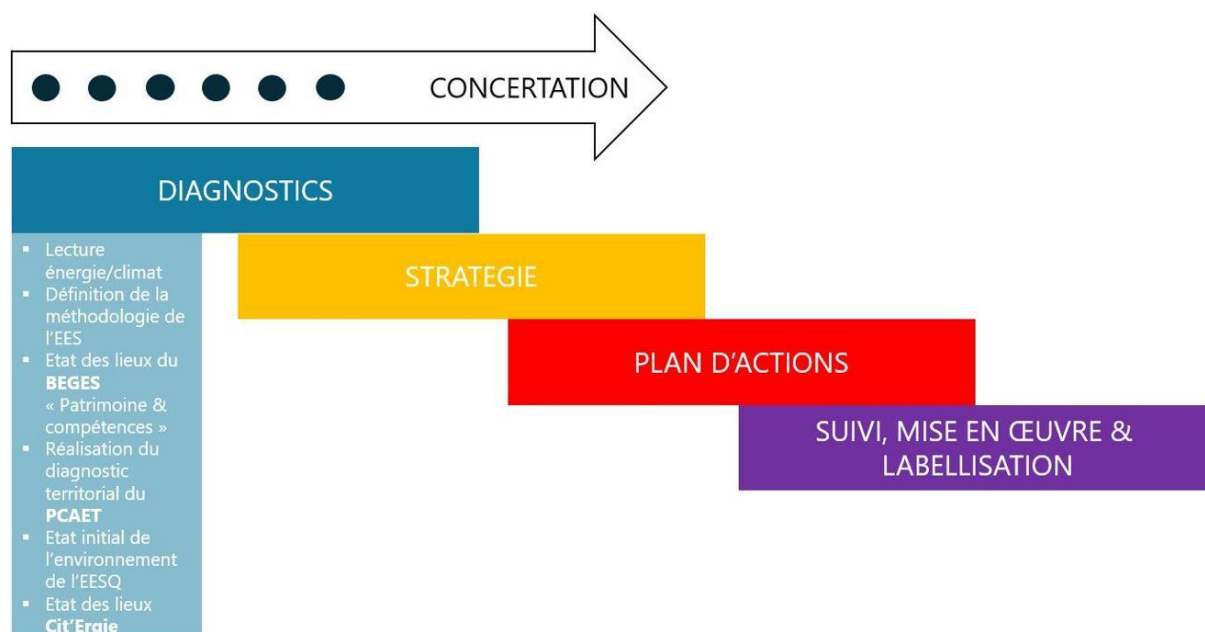 CONCERTATION
DIAGNOSTICS
▪ Lecture
énergie/climat
▪ Définition de la
méthodologie de
l'EES
▪ Etat des lieux du
BEGES
« Patrimoine &
compétences »
▪ Réalisation du
diagnostic
territorial du
PCAET
▪ Etat initial de
l'environnement
de l'EESQ
▪ Etat des lieux
Cit'Ergie
STRATEGIE
PLAN D'ACTIONS
SUIVI, MISE EN ŒUVRE &
LABELLISATION